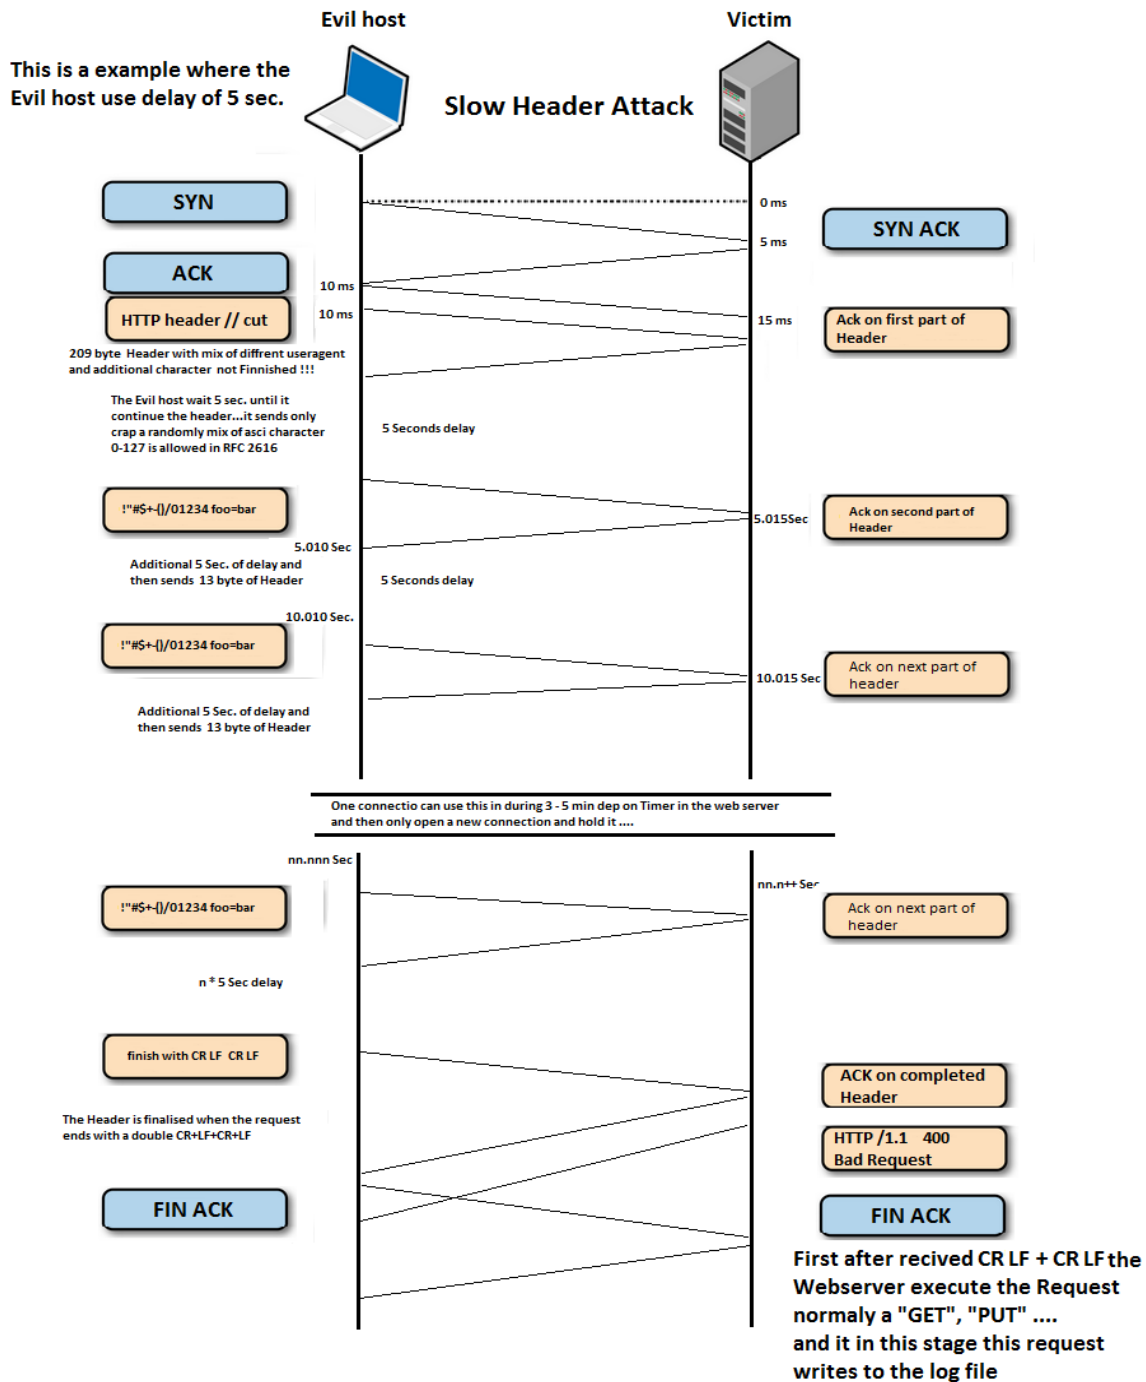 Evil host
Victim
This is a example where the
Evil host use delay of 5 sec.
Slow Header Attack
SYN
0 ms
SYN ACK
5 ms
ACK
10 ms
HTTP header // cut
10 ms
15 ms
Ack on first part of
Header
209 byte Header with mix of diffrent useragent
and additional character not Finnished !!!
The Evil host wait 5 sec. until it
continue the header...it sends only
crap a randomly mix of asci character
0-127 is allowed in RFC 2616
5 Seconds delay
!"#$+-()/01234 foo=bar
5.015Sec
Ack on second part of
Header
5.010 Sec
Additional 5 Sec. of delay and
then sends 13 byte of Header
5 Seconds delay
10.010 Sec.
!"#$+-()/01234 foo=bar
10.015 Sec
Ack on next part of
header
Additional 5 Sec. of delay and
then sends 13 byte of Header
One connectio can use this in during 3 - 5 min dep on Timer in the web server
and then only open a new connection and hold it ....
nn.nnn Sec
nn.n++ Sec
!"#$+-()/01234 foo=bar
Ack on next part of
header
n * 5 Sec delay
finish with CR LF CR LF
ACK on completed
Header
The Header is finalised when the request
ends with a double CR+LF+CR+LF
HTTP /1.1 400
Bad Request
FIN ACK
FIN ACK
First after recived CR LF + CR LF the
Webserver execute the Request
normaly a "GET", "PUT" ....
and it in this stage this request
writes to the log file